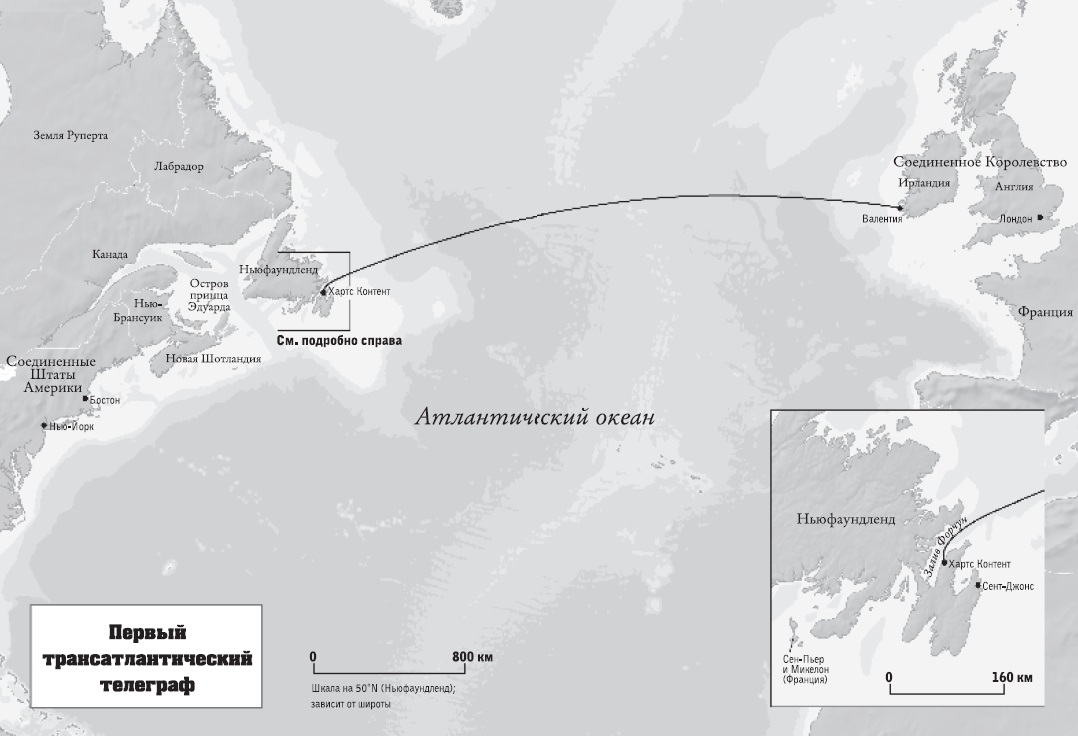 Земля Руперта
Лабрадор
Соединенное Королевство
Ирландия
Англия
Валентия
Лондон
Канада
Ньюфаундленд
Остров
принца
Эдуарда
Хартс Контент
Нью-
Брансуик
Франция
См. подробно справа
Новая Шотландия
Соединенные
Штаты
Америки
Бостон
Нью-Йорк
Атлантический океан
Ньюфаундленд
Залив Форчун
Хартс Контент
Сент-Джонс
Сен-Пьер
и Микелон
(Франция)
0 160 км
Первый
трансатлантический
телеграф
0 800 км
Шкала на 50°N (Ньюфаундленд);
зависит от широты